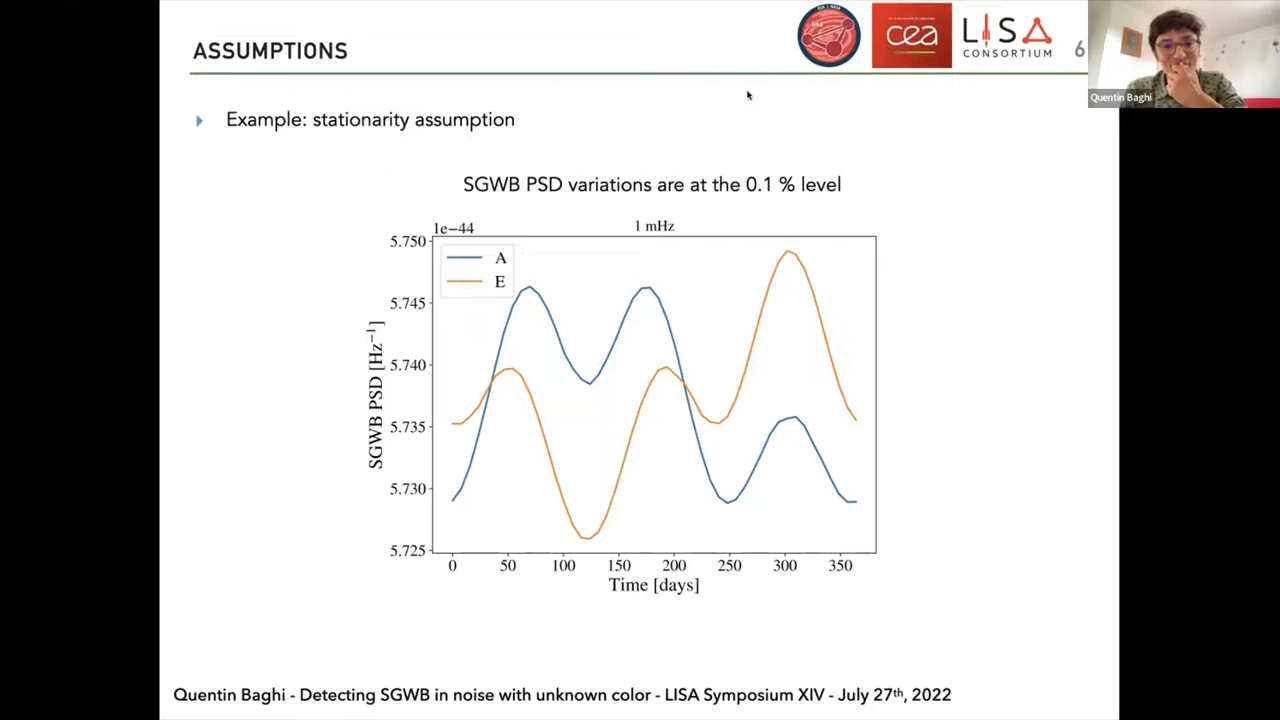 ASSUMPTIONS
cea
LISA
CONSORTIUM
6
Quentin Baghi
Example: stationarity assumption
SGWB PSD variations are at the 0.1 % level
1e−44
1 mHz
A
E
5.750
5.745
5.740
5.735
5.730
5.725
SGWB PSD [Hz⁻¹]
0 50 100 150 200 250 300 350
Time [days]
Quentin Baghi - Detecting SGWB in noise with unknown color - LISA Symposium XIV - July 27th, 2022